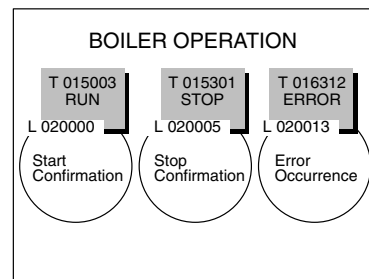 BOILER OPERATION
T 015003
RUN
T 015301
STOP
T 016312
ERROR
L 020000
L 020005
L 020013
Start
Confirmation
Stop
Confirmation
Error
Occurrence